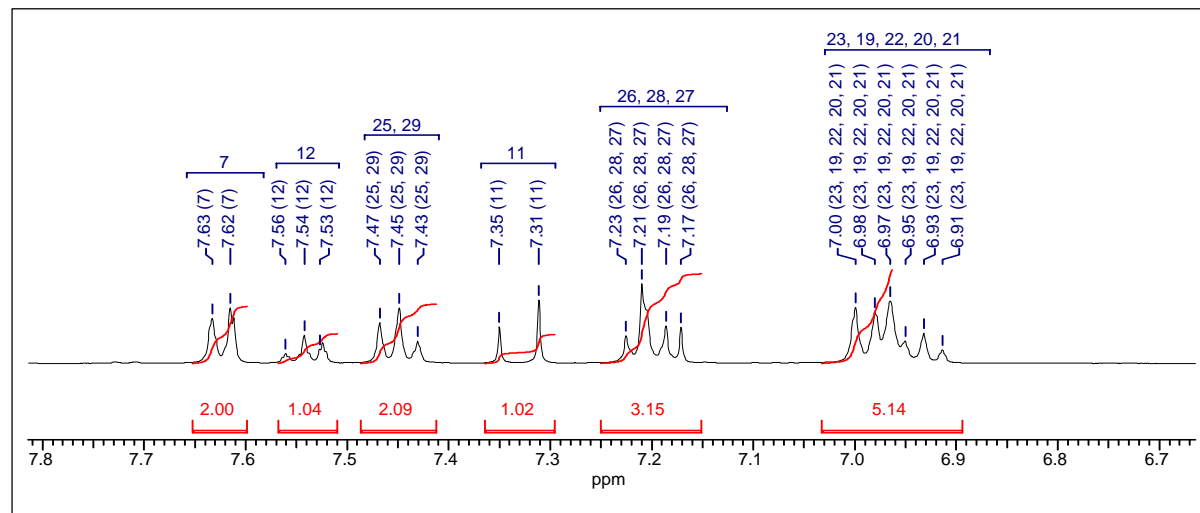 23, 19, 22, 20, 21
26, 28, 27
25, 29
7
12
11
7.63 (7)
7.62 (7)
7.56 (12)
7.54 (12)
7.53 (12)
7.47 (25, 29)
7.45 (25, 29)
7.43 (25, 29)
7.35 (11)
7.31 (11)
7.23 (26, 28, 27)
7.21 (26, 28, 27)
7.19 (26, 28, 27)
7.17 (26, 28, 27)
7.00 (23, 19, 22, 20, 21)
6.98 (23, 19, 22, 20, 21)
6.97 (23, 19, 22, 20, 21)
6.95 (23, 19, 22, 20, 21)
6.93 (23, 19, 22, 20, 21)
6.91 (23, 19, 22, 20, 21)
2.00 1.04 2.09 1.02 3.15 5.14
7.8 7.7 7.6 7.5 7.4 7.3 7.2 7.1 7.0 6.9 6.8 6.7
ppm